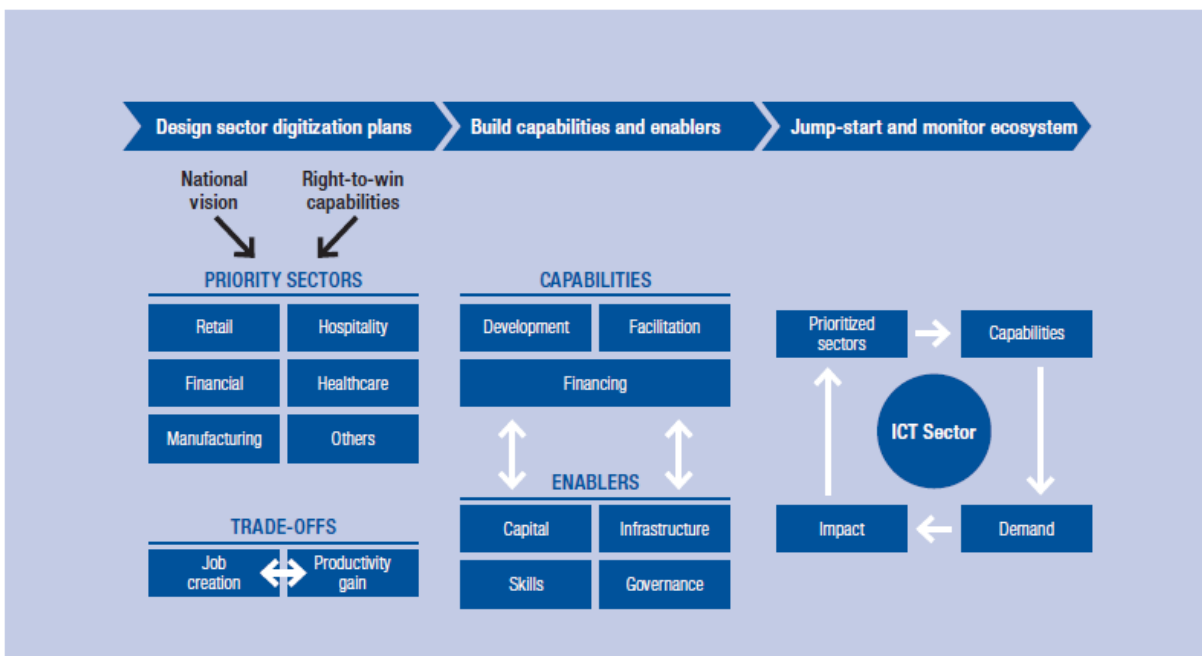 Design sector digitization plans
Build capabilities and enablers
Jump-start and monitor ecosystem
National
vision
Right-to-win
capabilities
PRIORITY SECTORS
Retail
Hospitality
Financial
Healthcare
Manufacturing
Others
TRADE-OFFS
Job
creation
Productivity
gain
CAPABILITIES
Development
Facilitation
Financing
ENABLERS
Capital
Infrastructure
Skills
Governance
Prioritized
sectors
Capabilities
ICT Sector
Impact
Demand